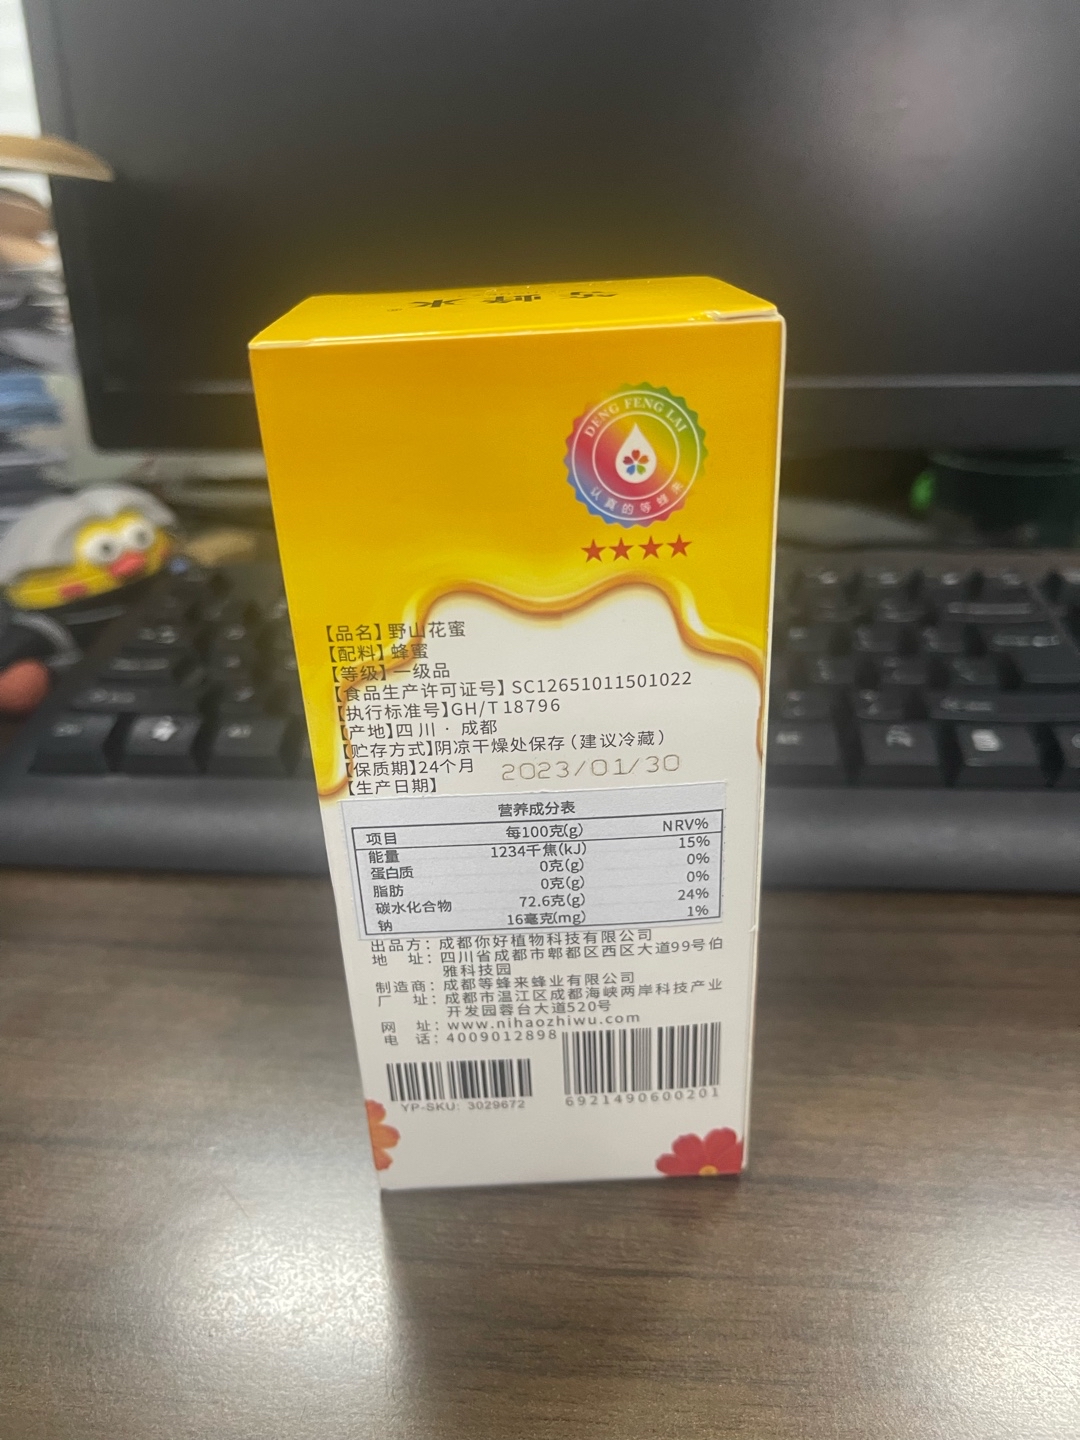 等蜂来
DENG FENG LAI
认真的等蜂来
【品名】野山花蜜
【配料】蜂蜜
【等级】一级品
【食品生产许可证号】SC12651011501022
【执行标准号】GH/T 18796
【产地】四川·成都
【贮存方式】阴凉干燥处保存(建议冷藏)
【保质期】24个月
2023/01/30
【生产日期】
营养成分表
项目 每100克(g) NRV%
能量 1234千焦(kJ) 15%
蛋白质 0克(g) 0%
脂肪 0克(g) 0%
碳水化合物 72.6克(g) 24%
钠 16毫克(mg) 1%
出品方:成都你好植物科技有限公司
地 址:四川省成都市郫都区西区大道99号伯
雅科技园
制造商:成都等蜂来蜂业有限公司
厂 址:成都市温江区成都海峡两岸科技产业
开发园蓉台大道520号
网 址:www.nihaozhiwu.com
电 话:4009012898
YP-SKU: 3029672
6921490600201